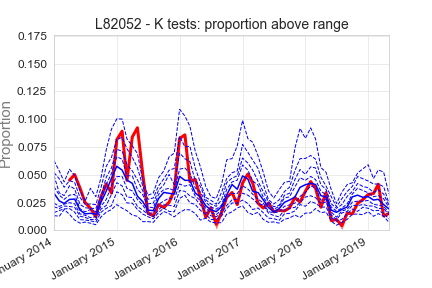 L82052 - K tests: proportion above range
Proportion
0.175
0.150
0.125
0.100
0.075
0.050
0.025
0.000
nuary 2014
January 2015
January 2016
January 2017
January 2018
January 2019